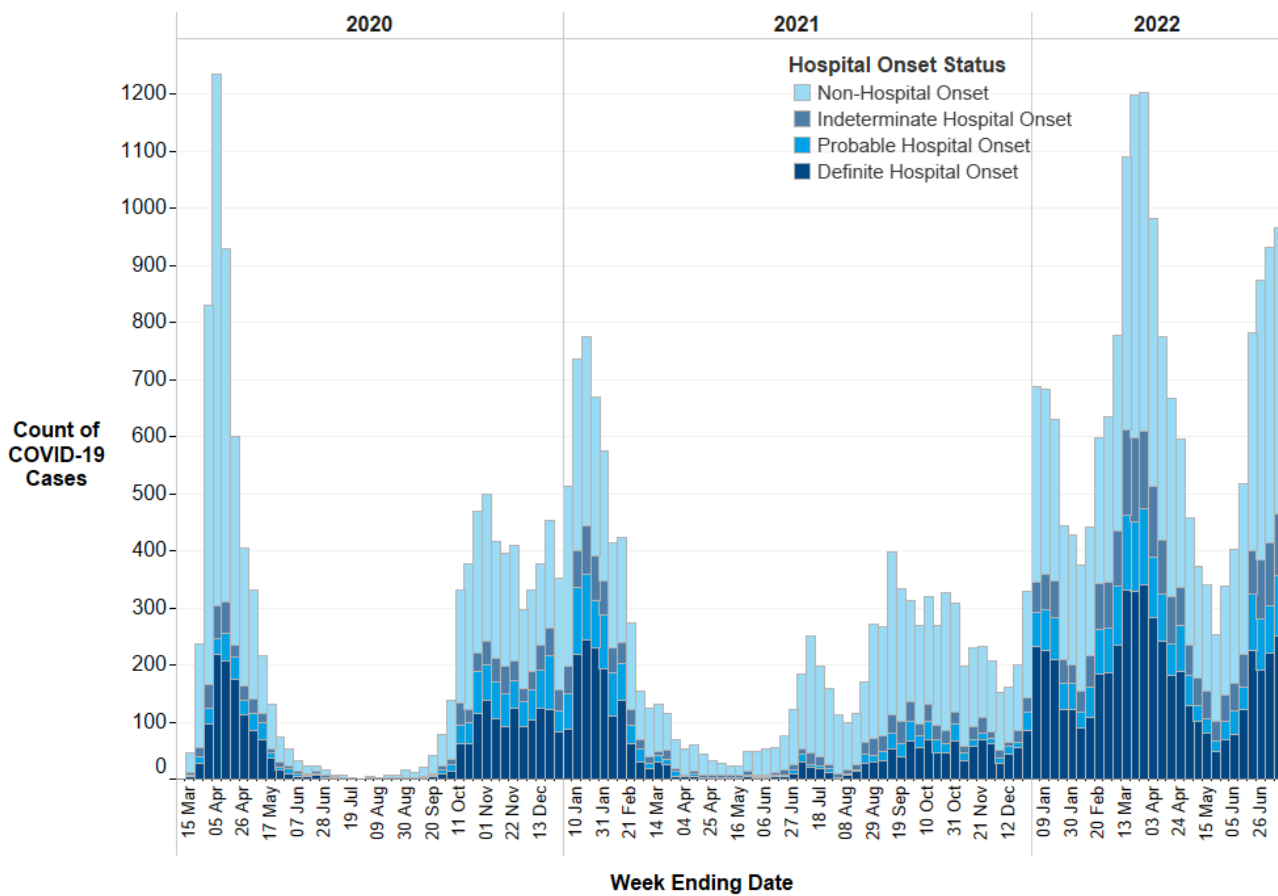 2020 2021 2022
Hospital Onset Status
Non-Hospital Onset
Indeterminate Hospital Onset
Probable Hospital Onset
Definite Hospital Onset
1200
1100
1000
900
800
700
600
500
400
300
200
100
0
Count of
COVID-19
Cases
15 Mar
05 Apr
26 Apr
17 May
07 Jun
28 Jun
19 Jul
09 Aug
30 Aug
20 Sep
11 Oct
01 Nov
22 Nov
13 Dec
10 Jan
31 Jan
21 Feb
14 Mar
04 Apr
25 Apr
16 May
06 Jun
27 Jun
18 Jul
08 Aug
29 Aug
19 Sep
10 Oct
31 Oct
21 Nov
12 Dec
09 Jan
30 Jan
20 Feb
13 Mar
03 Apr
24 Apr
15 May
05 Jun
26 Jun
Week Ending Date